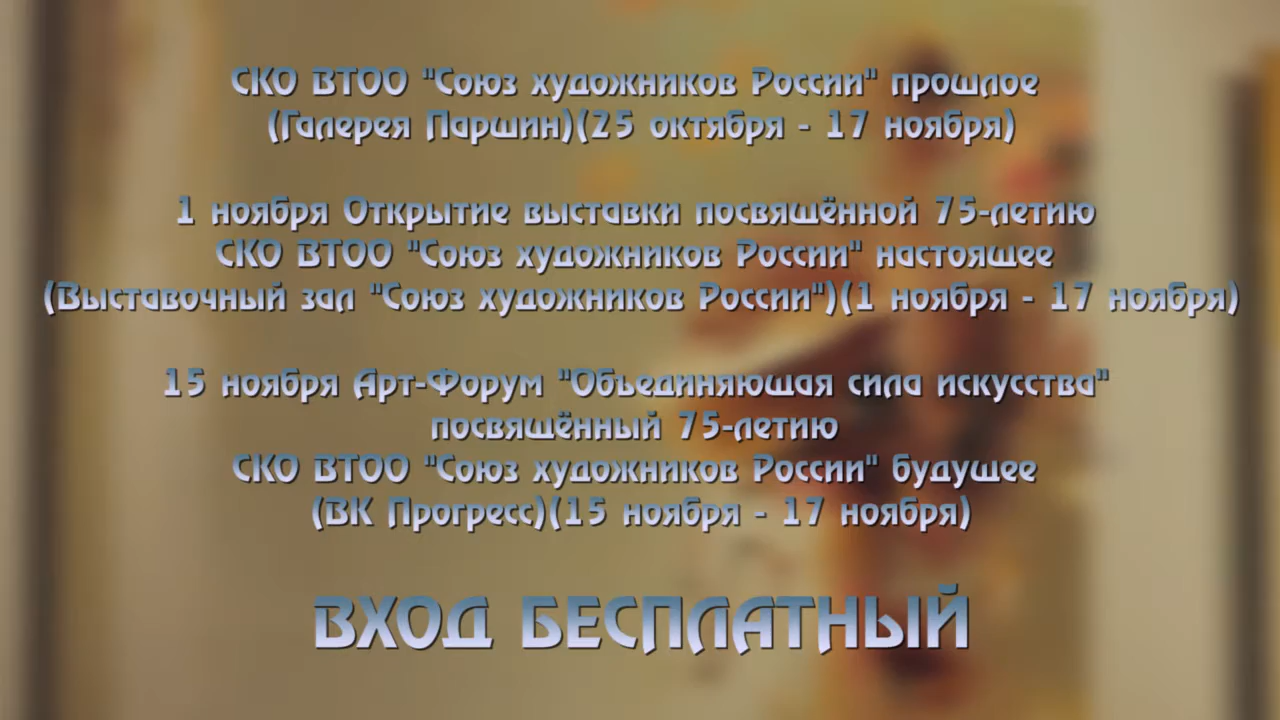 СКО ВТОО "Союз художников России" прошлое
(Галерея Паршин)(25 октября - 17 ноября)
1 ноября Открытие выставки посвящённой 75-летию
СКО ВТОО "Союз художников России" настоящее
(Выставочный зал "Союз художников России")(1 ноября - 17 ноября)
15 ноября Арт-Форум "Объединяющая сила искусства"
посвящённый 75-летию
СКО ВТОО "Союз художников России" будущее
(ВК Прогресс)(15 ноября - 17 ноября)
ВХОД БЕСПЛАТНЫЙ